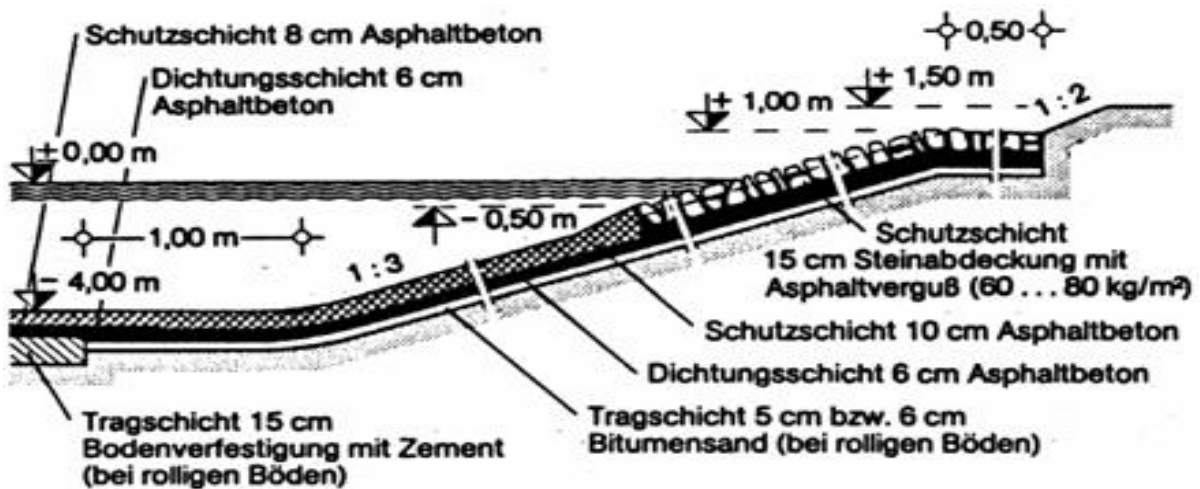 Schutzschicht 8 cm Asphaltbeton
Dichtungsschicht 6 cm
Asphaltbeton
0,50
+ 1,50 m
+ 1,00 m
1:2
± 0,00 m
- 0,50 m
1,00 m
1:3
- 4,00 m
Schutzschicht
15 cm Steinabdeckung mit
Asphaltverguß (60 ... 80 kg/m²)
Schutzschicht 10 cm Asphaltbeton
Dichtungsschicht 6 cm Asphaltbeton
Tragschicht 5 cm bzw. 6 cm
Bitumensand (bei rolligen Böden)
Tragschicht 15 cm
Bodenverfestigung mit Zement
(bei rolligen Böden)